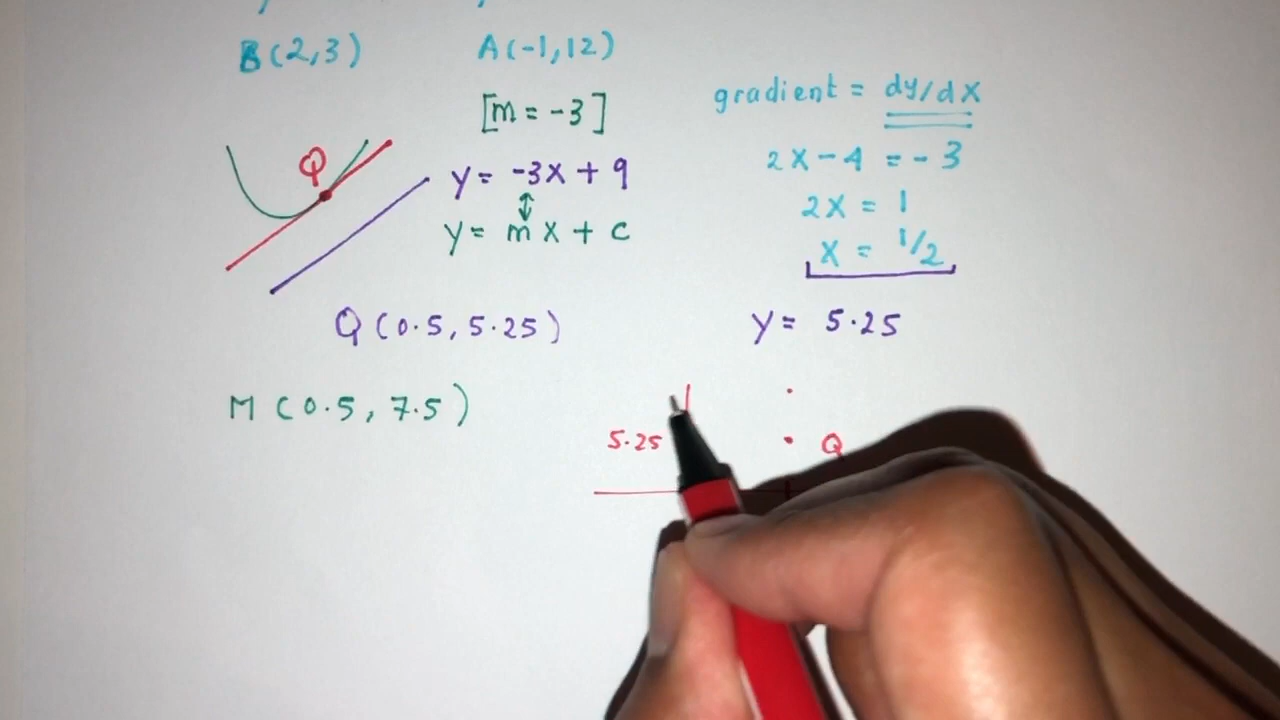 B(2,3) A(-1,12)
[m = -3]
gradient = dy/dx
Q
y = -3x + 9
2x - 4 = -3
y = mx + c
2x = 1
x = 1/2
Q(0.5, 5.25)
y = 5.25
M(0.5, 7.5)
5.25
Q